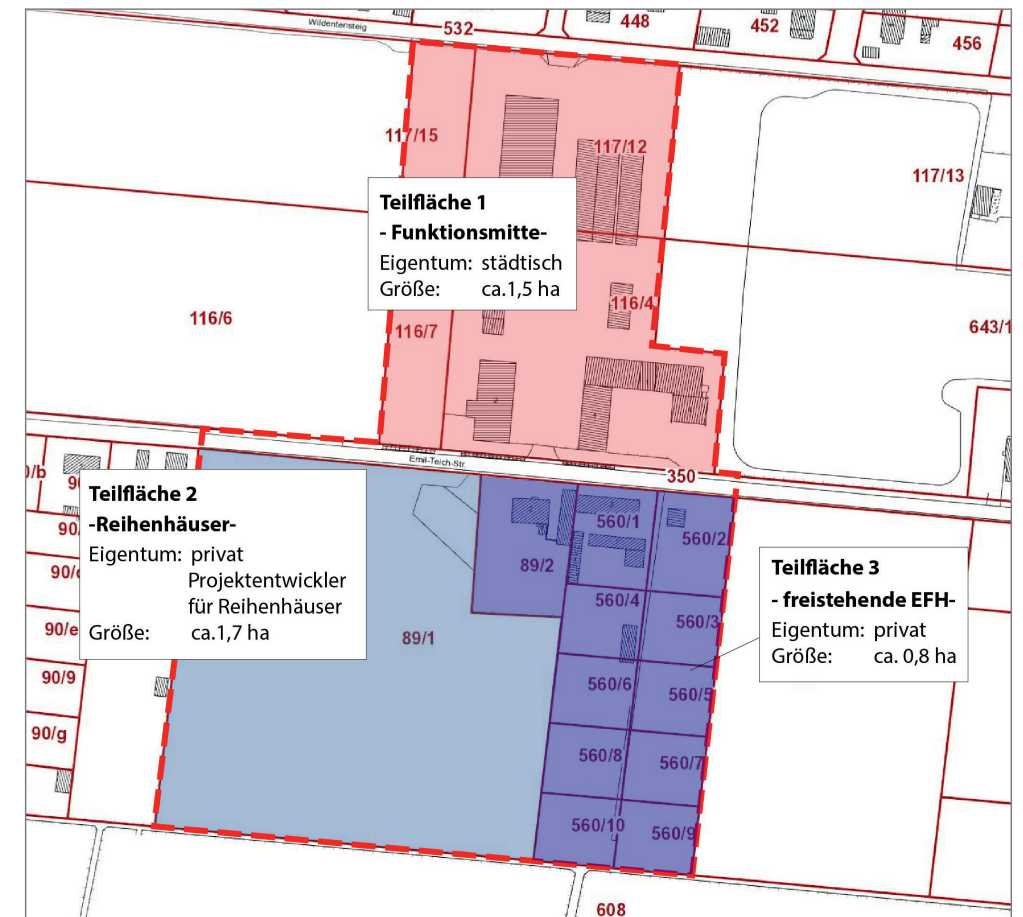 Wildentensteig
532
448
452
456
117/15
117/12
117/13
Teilfläche 1
- Funktionsmitte-
Eigentum: städtisch
Größe: ca.1,5 ha
116/6
116/7
116/4
643/1
Emil-Teich-Str.
350
Teilfläche 2
-Reihenhäuser-
Eigentum: privat
Projektentwickler
für Reihenhäuser
Größe: ca.1,7 ha
90/e
90/9
90/g
89/1
89/2
560/1
560/2
560/4
560/3
560/6
560/5
560/8
560/7
560/10
560/9
Teilfläche 3
- freistehende EFH-
Eigentum: privat
Größe: ca. 0,8 ha
608